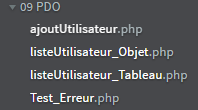 09 PDO
ajoutUtilisateur.php
listeUtilisateur_Objet.php
listeUtilisateur_Tableau.php
Test_Erreur.php